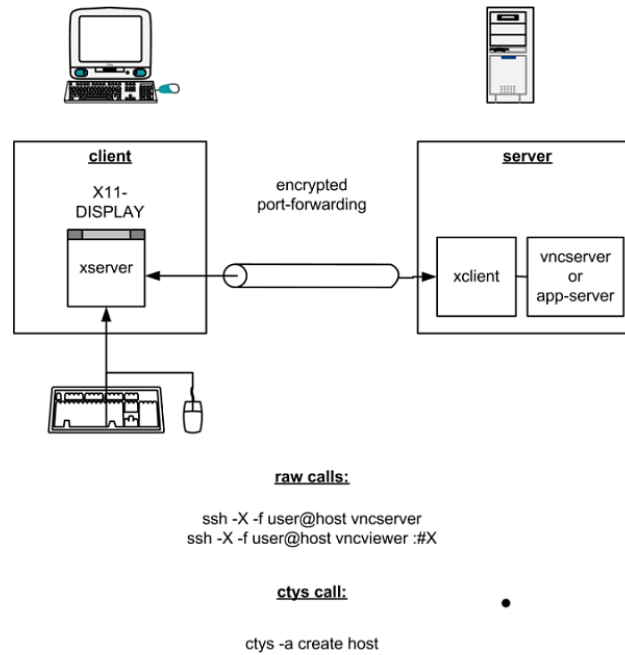 client
server
X11-
DISPLAY
encrypted
port-forwarding
xserver
xclient
vncserver
or
app-server
raw calls:
ssh -X -f user@host vncserver
ssh -X -f user@host vncviewer :#X
ctys call:
ctys -a create host